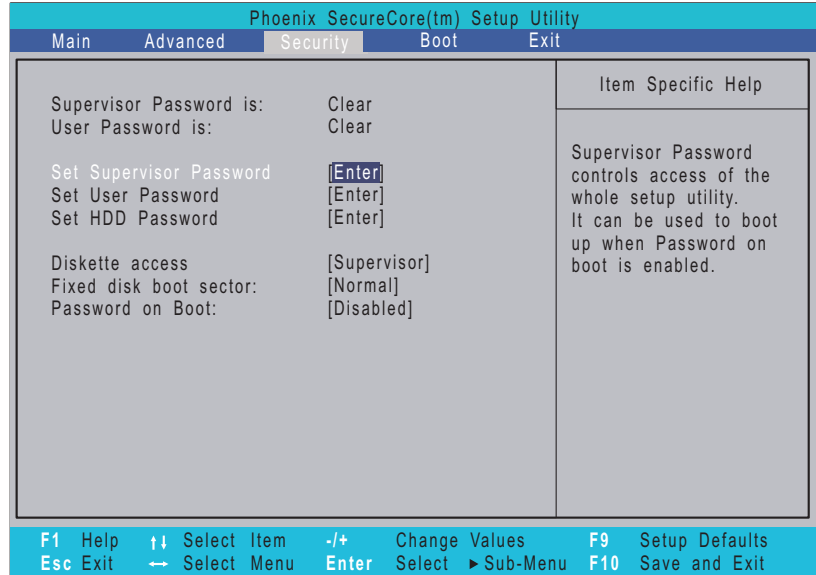 Phoenix SecureCore(tm) Setup Utility
Main Advanced Security Boot Exit
Supervisor Password is: Clear
User Password is: Clear
Set Supervisor Password [Enter]
Set User Password [Enter]
Set HDD Password [Enter]
Diskette access [Supervisor]
Fixed disk boot sector: [Normal]
Password on Boot: [Disabled]
Item Specific Help
Supervisor Password
controls access of the
whole setup utility.
It can be used to boot
up when Password on
boot is enabled.
F1 Help ↑↓ Select Item -/+ Change Values F9 Setup Defaults
Esc Exit ↔ Select Menu Enter Select ►Sub-Menu F10 Save and Exit